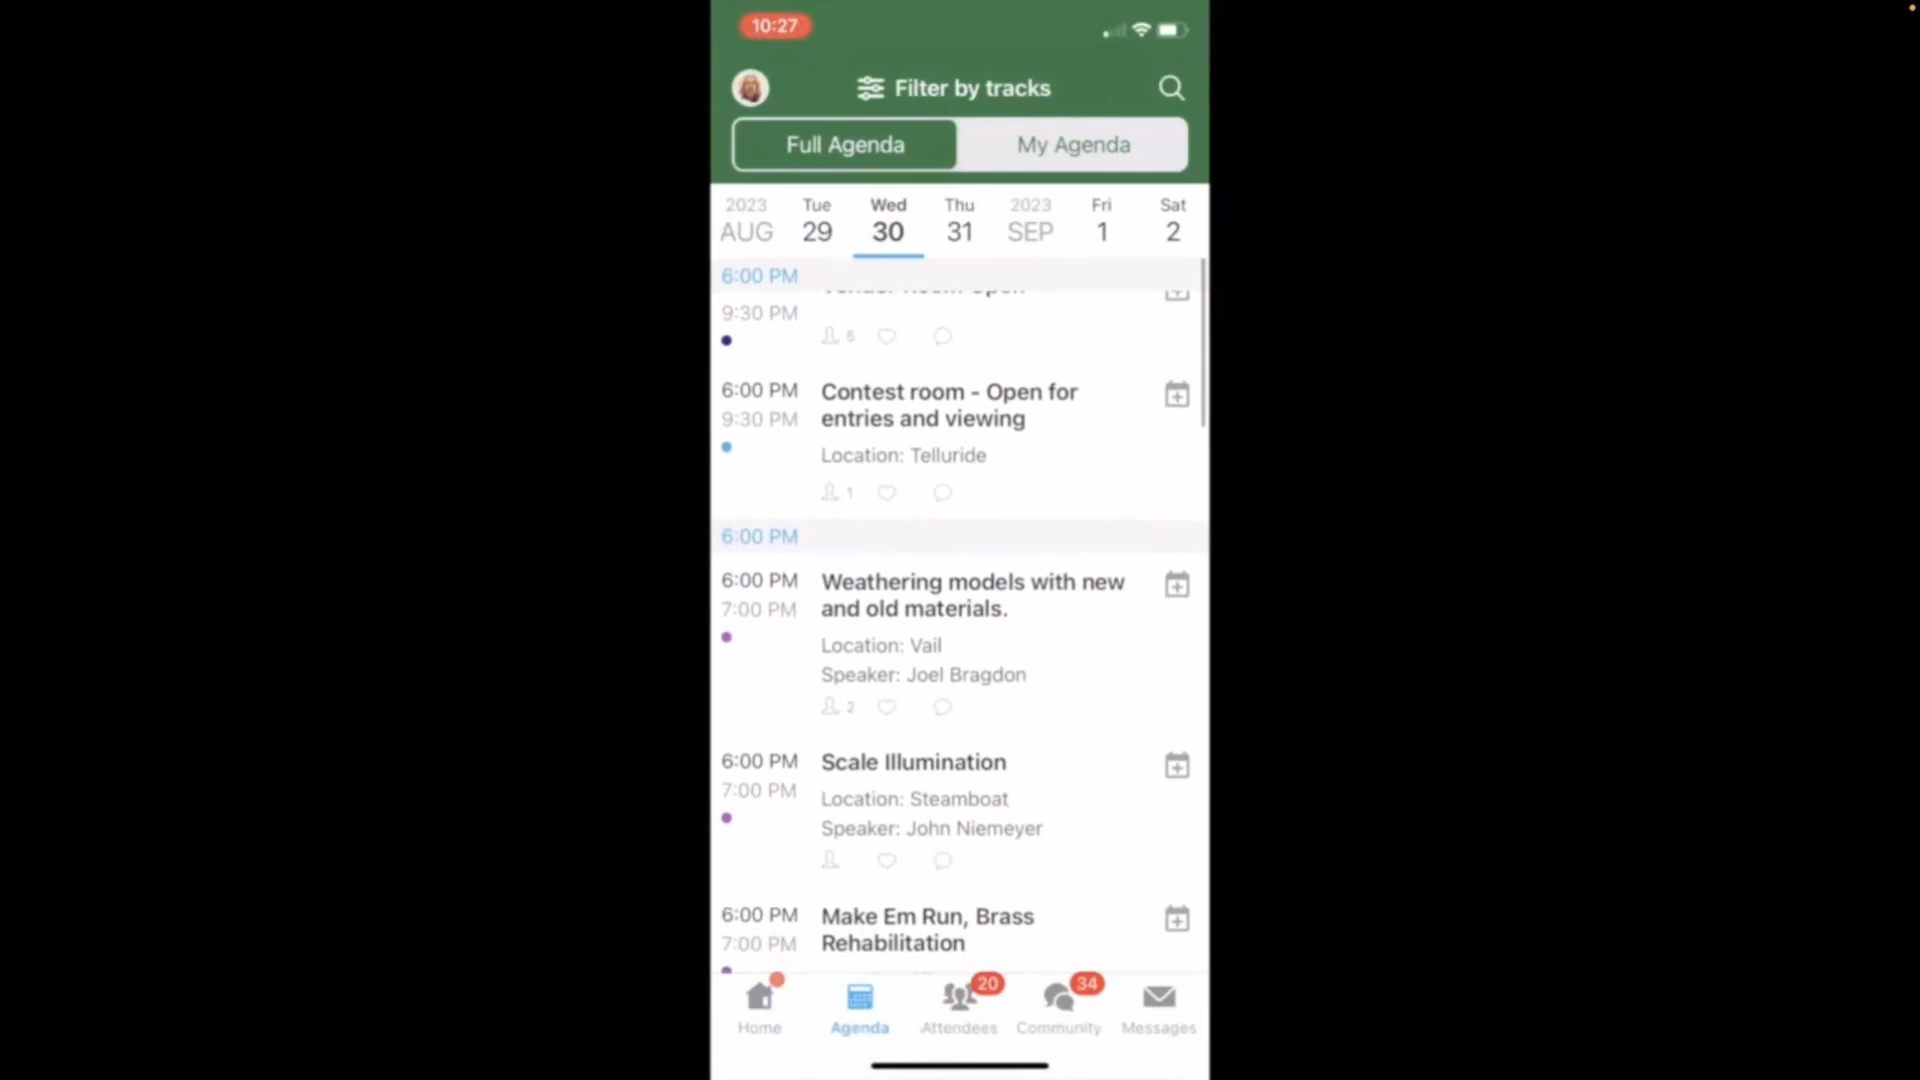 10:27
Filter by tracks
Full Agenda
My Agenda
2023 Tue Wed Thu 2023 Fri Sat
AUG 29 30 31 SEP 1 2
6:00 PM
9:30 PM
5
6:00 PM Contest room - Open for
9:30 PM entries and viewing
Location: Telluride
1
6:00 PM
6:00 PM Weathering models with new
7:00 PM and old materials.
Location: Vail
Speaker: Joel Bragdon
2
6:00 PM Scale Illumination
7:00 PM Location: Steamboat
Speaker: John Niemeyer
6:00 PM Make Em Run, Brass
7:00 PM Rehabilitation
20 34
Home Agenda Attendees Community Messages